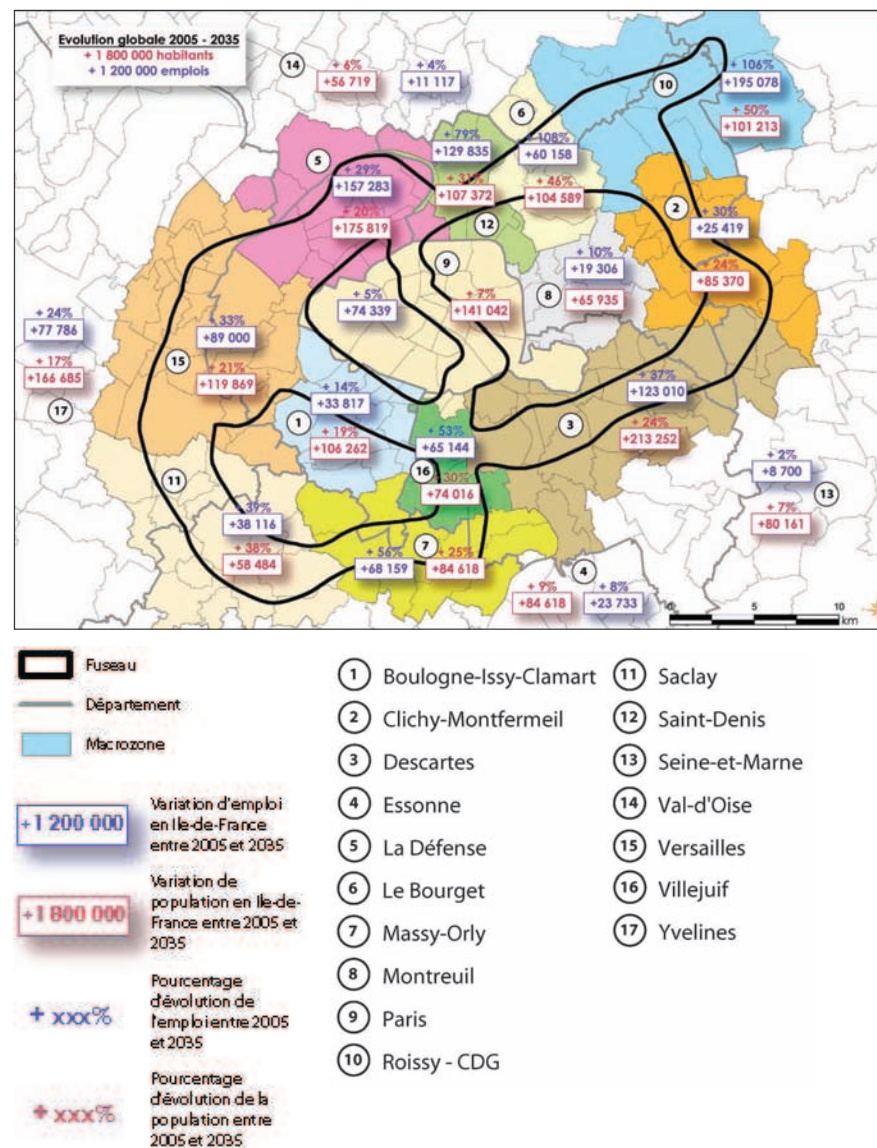 Evolution globale 2005 - 2035
+ 1 800 000 habitants
+ 1 200 000 emplois
14
+ 6%
+56 719
+ 4%
+11 117
6
10
+ 106%
+195 078
+ 50%
+101 213
5
+ 79%
+129 835
+ 108%
+60 158
+ 29%
+157 283
+ 31%
+107 372
+ 46%
+104 589
2
+ 20%
+175 819
12
+ 30%
+25 419
9
+ 10%
+19 306
+ 24%
+85 370
+ 5%
+74 339
+ 7%
+141 042
8
+65 935
+ 24%
+77 786
+ 33%
+89 000
15
+ 17%
+166 685
+ 21%
+119 869
17
+ 14%
+33 817
+ 37%
+123 010
1
3
+ 19%
+106 262
+ 53%
+65 144
+ 24%
+213 252
11
16
+ 30%
+74 016
+ 2%
+8 700
13
+ 39%
+38 116
+ 7%
+80 161
+ 38%
+58 484
7
+ 56%
+68 159
+ 25%
+84 618
4
+ 9%
+84 618
+ 8%
+23 733
0
5
10
km
Fuseau
Département
Macrozone
+1 200 000
Variation d'emploi
en Ile-de-France
entre 2005 et 2035
+1 800 000
Variation de
population en Ile-de-
France entre 2005 et
2035
+ xxx%
Pourcentage
d'évolution de
l'emploi entre 2005
et 2035
+ xxx%
Pourcentage
d'évolution de la
population entre
2005 et 2035
1 Boulogne-Issy-Clamart
2 Clichy-Montfermeil
3 Descartes
4 Essonne
5 La Défense
6 Le Bourget
7 Massy-Orly
8 Montreuil
9 Paris
10 Roissy - CDG
11 Saclay
12 Saint-Denis
13 Seine-et-Marne
14 Val-d'Oise
15 Versailles
16 Villejuif
17 Yvelines